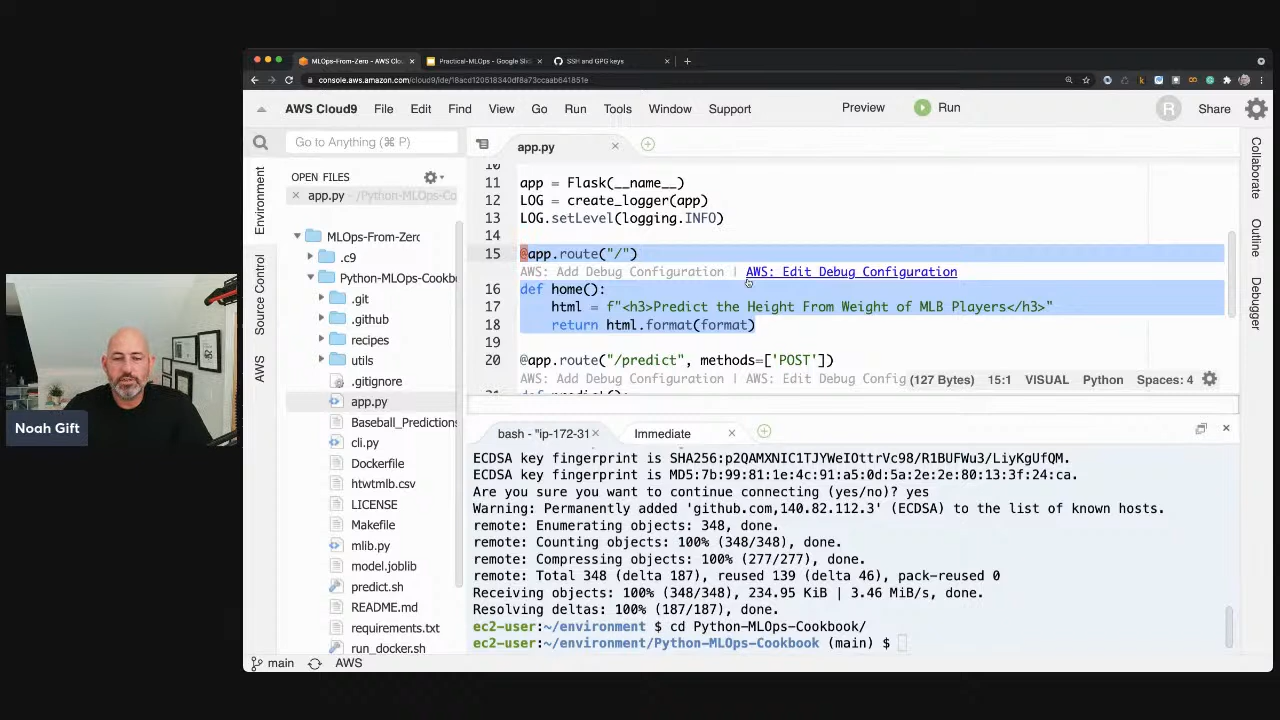 MLOps-From-Zero - AWS Clou
Practical-MLOps - Google Slid
SSH and GPG keys
console.aws.amazon.com/cloud9/ide/18acd120518340df8a73ccaab641851e
AWS Cloud9 File Edit Find View Go Run Tools Window Support Preview Run R Share
Go to Anything (⌘ P)
app.py
Collaborate
Outline
Debugger
Environment
Source Control
AWS
OPEN FILES
app.py - /Python-MLOps-Co
MLOps-From-Zero
.c9
Python-MLOps-Cookb
.git
.github
recipes
utils
.gitignore
app.py
Baseball_Predictions
cli.py
Dockerfile
htwtmlb.csv
LICENSE
Makefile
mlib.py
model.joblib
predict.sh
README.md
requirements.txt
run_docker.sh
10
11 app = Flask(__name__)
12 LOG = create_logger(app)
13 LOG.setLevel(logging.INFO)
14
15 @app.route("/")
AWS: Add Debug Configuration | AWS: Edit Debug Configuration
16 def home():
17 html = f"<h3>Predict the Height From Weight of MLB Players</h3>"
18 return html.format(format)
19
20 @app.route("/predict", methods=['POST'])
AWS: Add Debug Configuration | AWS: Edit Debug Config
(127 Bytes) 15:1 VISUAL Python Spaces: 4
bash - "ip-172-31
Immediate
ECDSA key fingerprint is SHA256:p2QAMXNIC1TJYWeIOttrVc98/R1BUFWu3/LiyKgUfQM.
ECDSA key fingerprint is MD5:7b:99:81:1e:4c:91:a5:0d:5a:2e:2e:80:13:3f:24:ca.
Are you sure you want to continue connecting (yes/no)? yes
Warning: Permanently added 'github.com,140.82.112.3' (ECDSA) to the list of known hosts.
remote: Enumerating objects: 348, done.
remote: Counting objects: 100% (348/348), done.
remote: Compressing objects: 100% (277/277), done.
remote: Total 348 (delta 187), reused 139 (delta 46), pack-reused 0
Receiving objects: 100% (348/348), 234.95 KiB | 3.46 MiB/s, done.
Resolving deltas: 100% (187/187), done.
ec2-user:~/environment $ cd Python-MLOps-Cookbook/
ec2-user:~/environment/Python-MLOps-Cookbook (main) $
main AWS
Noah Gift